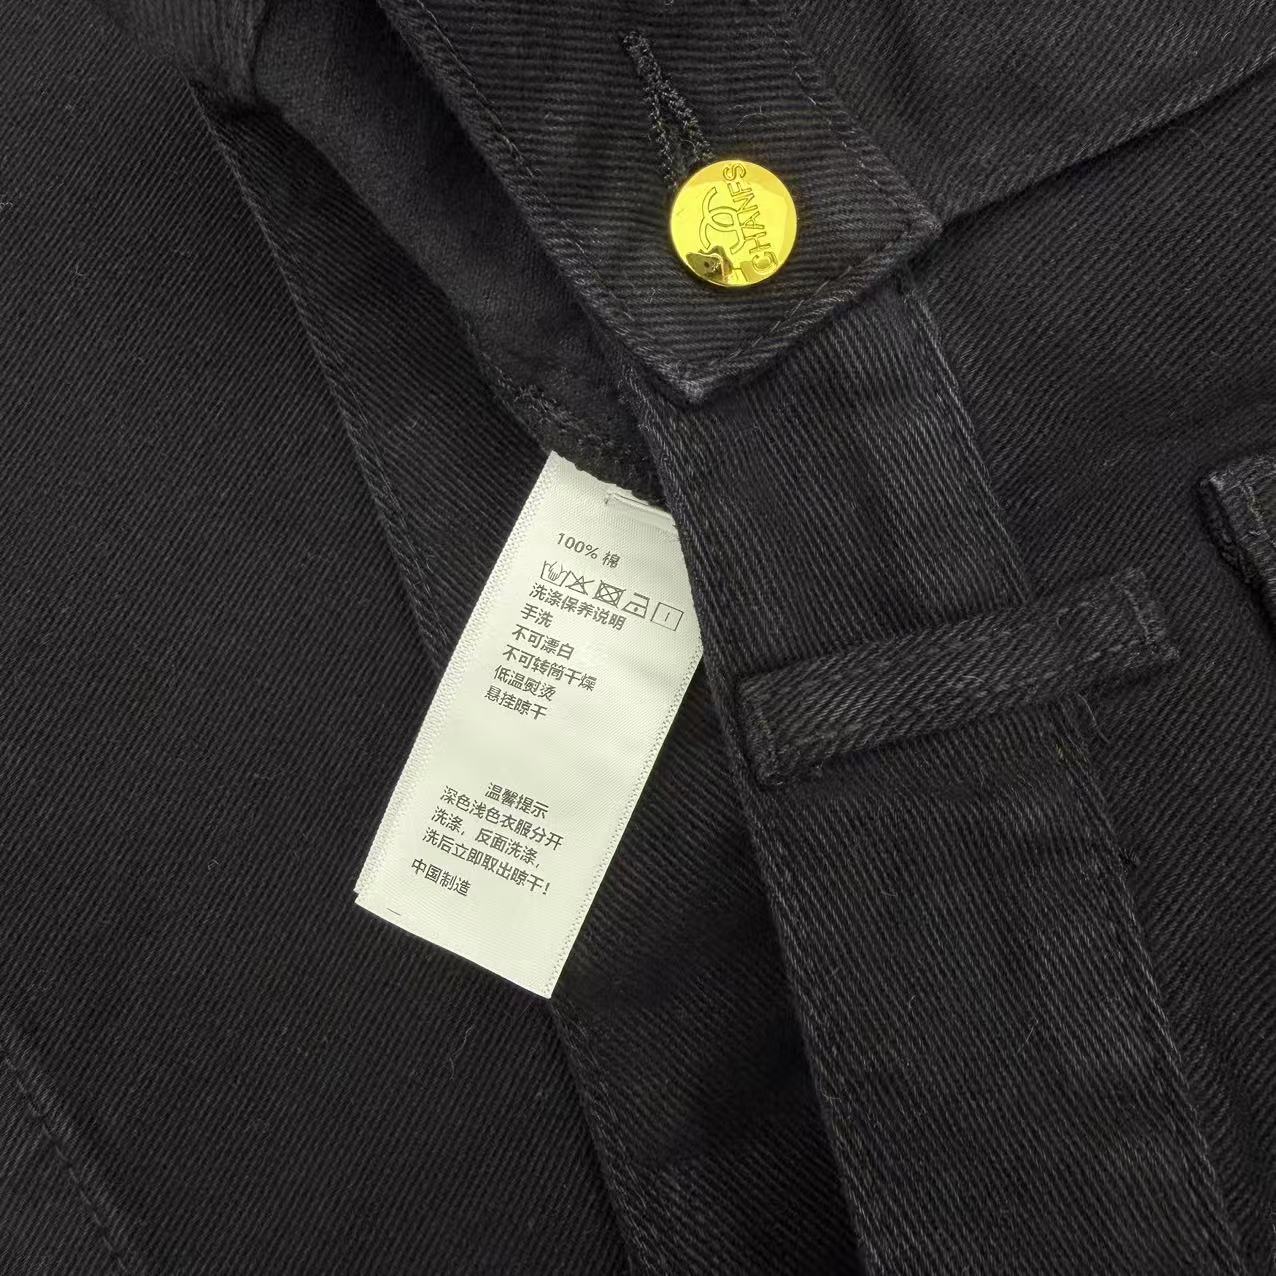 CHANES
100% 棉
洗涤保养说明
手洗
不可漂白
不可转筒干燥
低温熨烫
悬挂晾干
温馨提示
深色浅色衣服分开
洗涤，反面洗涤，
洗后立即取出晾干！
中国制造